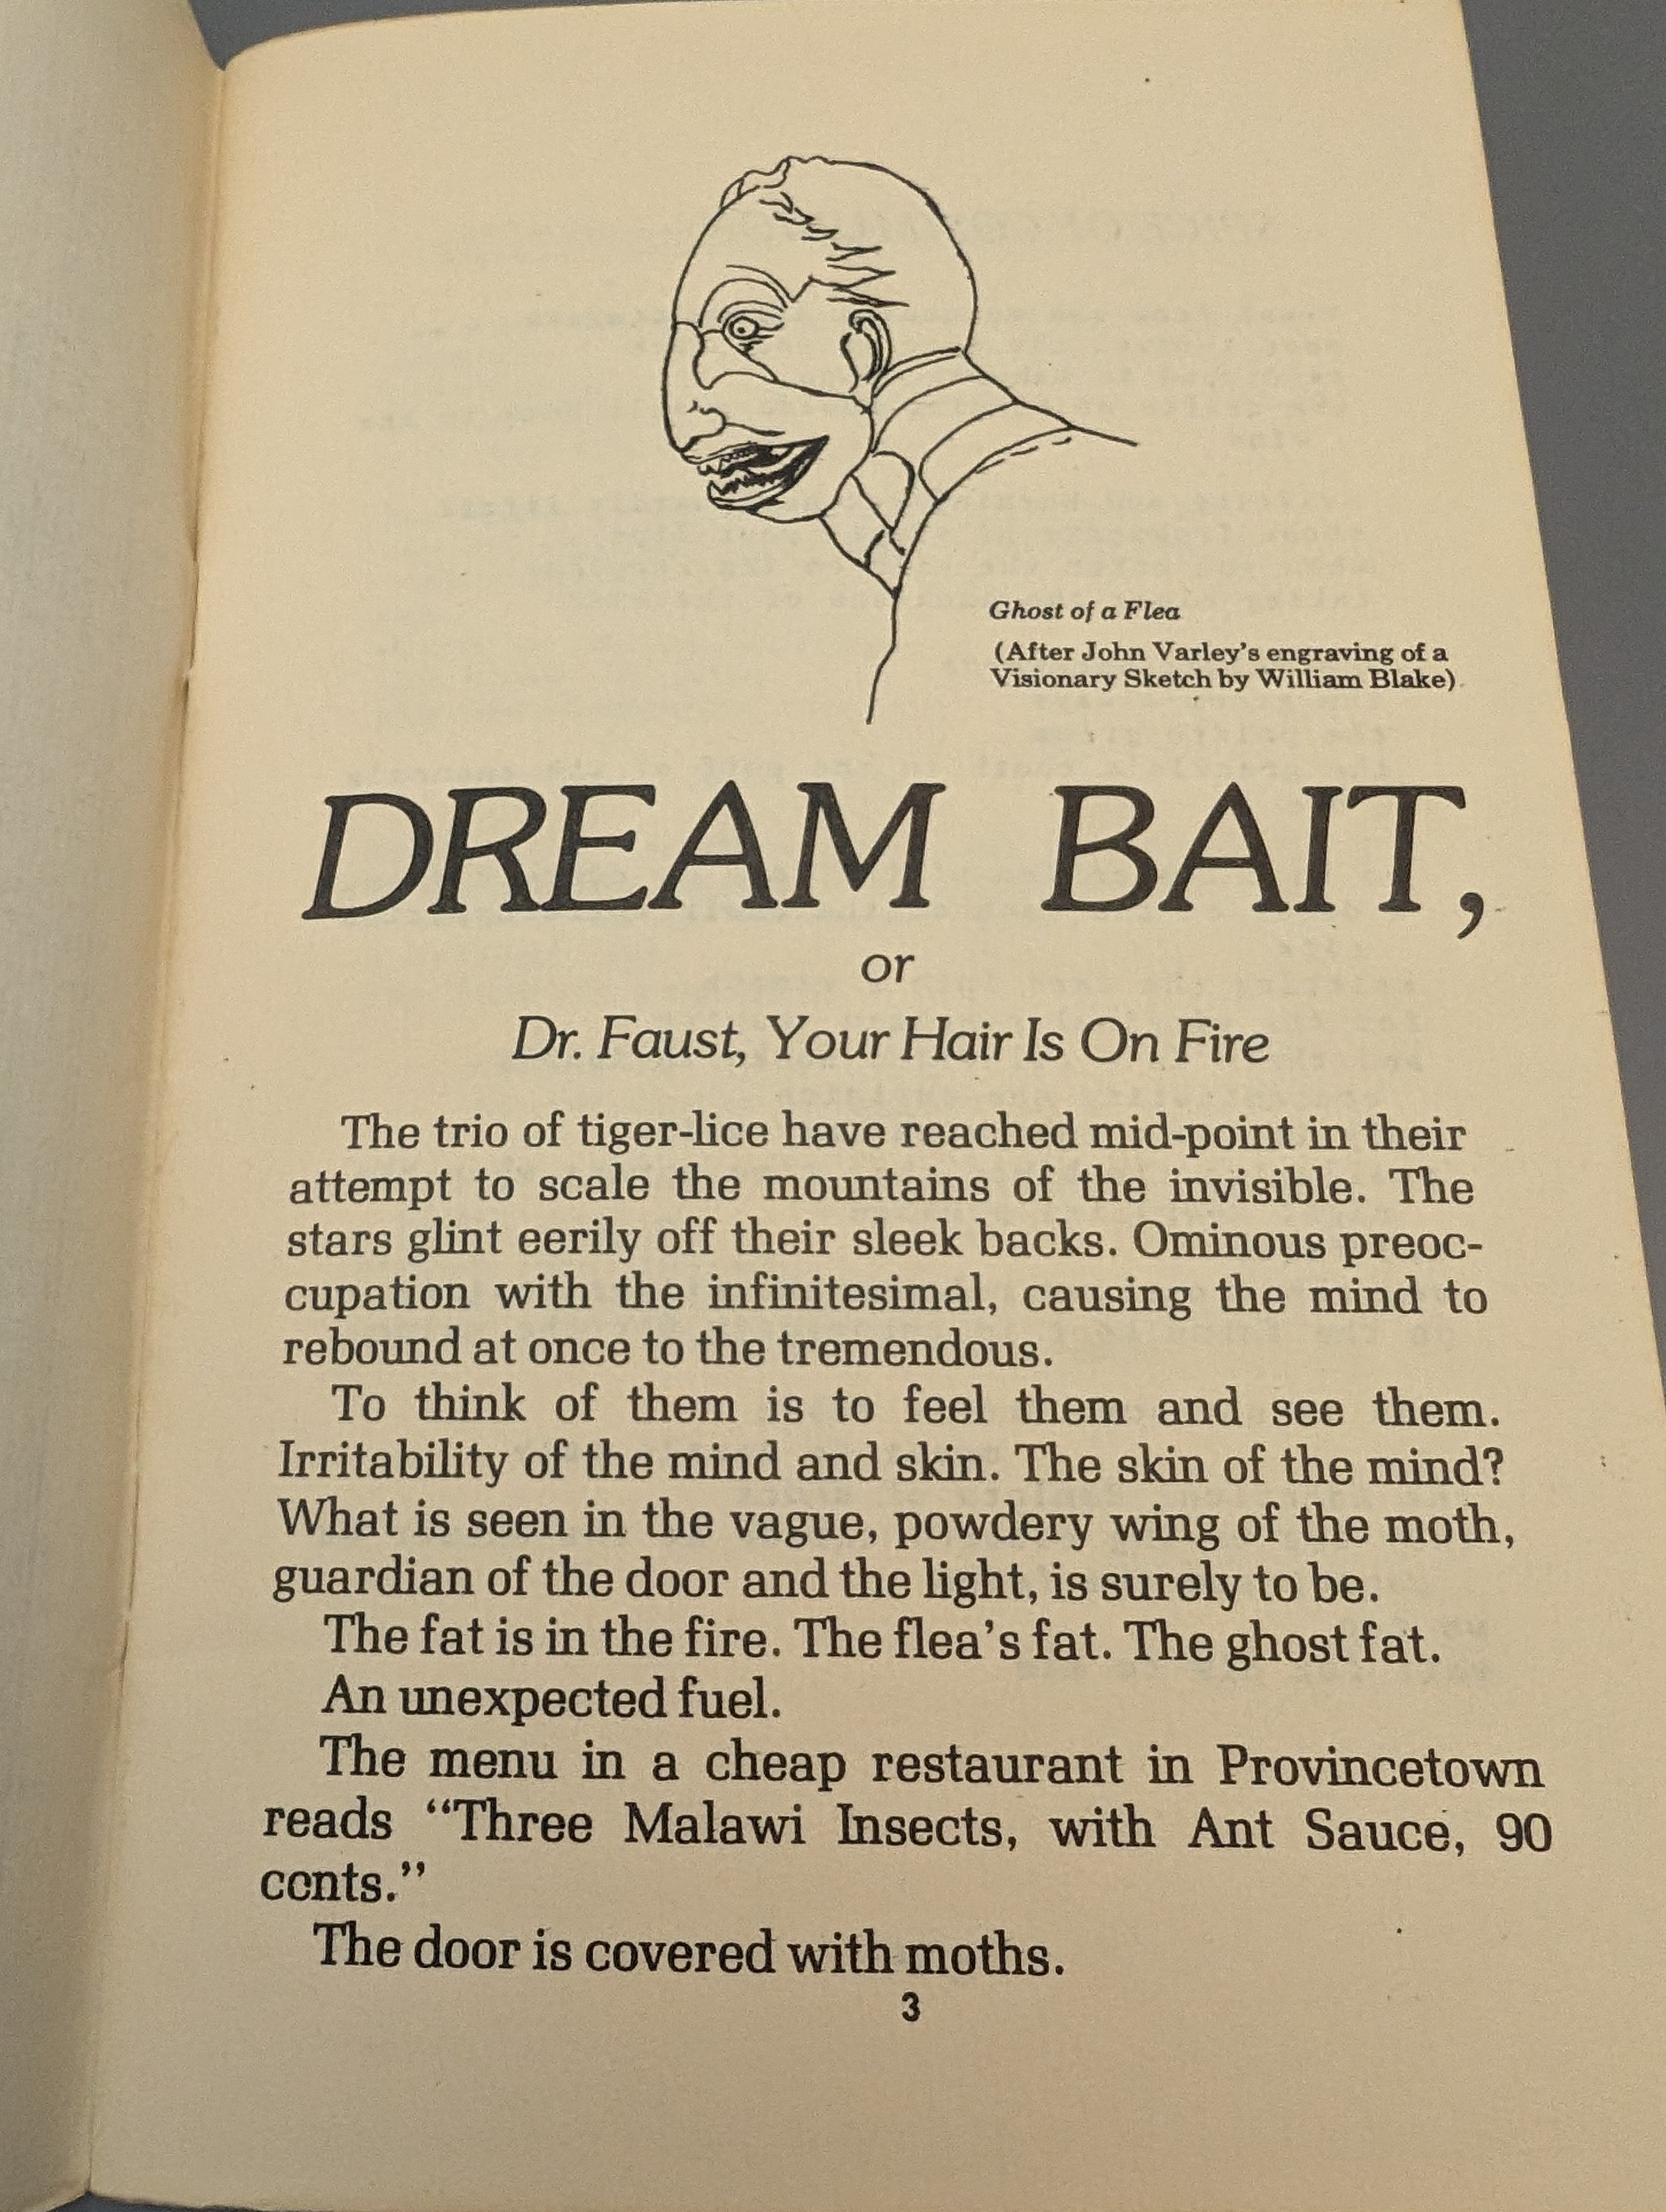 Ghost of a Flea
(After John Varley's engraving of a
Visionary Sketch by William Blake)
DREAM BAIT,
or
Dr. Faust, Your Hair Is On Fire
The trio of tiger-lice have reached mid-point in their
attempt to scale the mountains of the invisible. The
stars glint eerily off their sleek backs. Ominous preoc-
cupation with the infinitesimal, causing the mind to
rebound at once to the tremendous.
To think of them is to feel them and see them.
Irritability of the mind and skin. The skin of the mind?
What is seen in the vague, powdery wing of the moth,
guardian of the door and the light, is surely to be.
The fat is in the fire. The flea's fat. The ghost fat.
An unexpected fuel.
The menu in a cheap restaurant in Provincetown
reads “Three Malawi Insects, with Ant Sauce, 90
cents.”
The door is covered with moths.
3